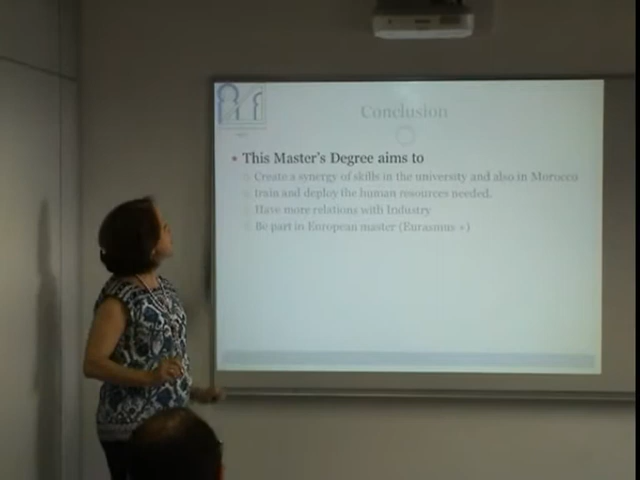 Conclusion
This Master's Degree aims to
Create a synergy of skills in the university and also in Morocco
train and deploy the human resources needed.
Have more relations with Industry
Be part in European master (Eurasmus +)